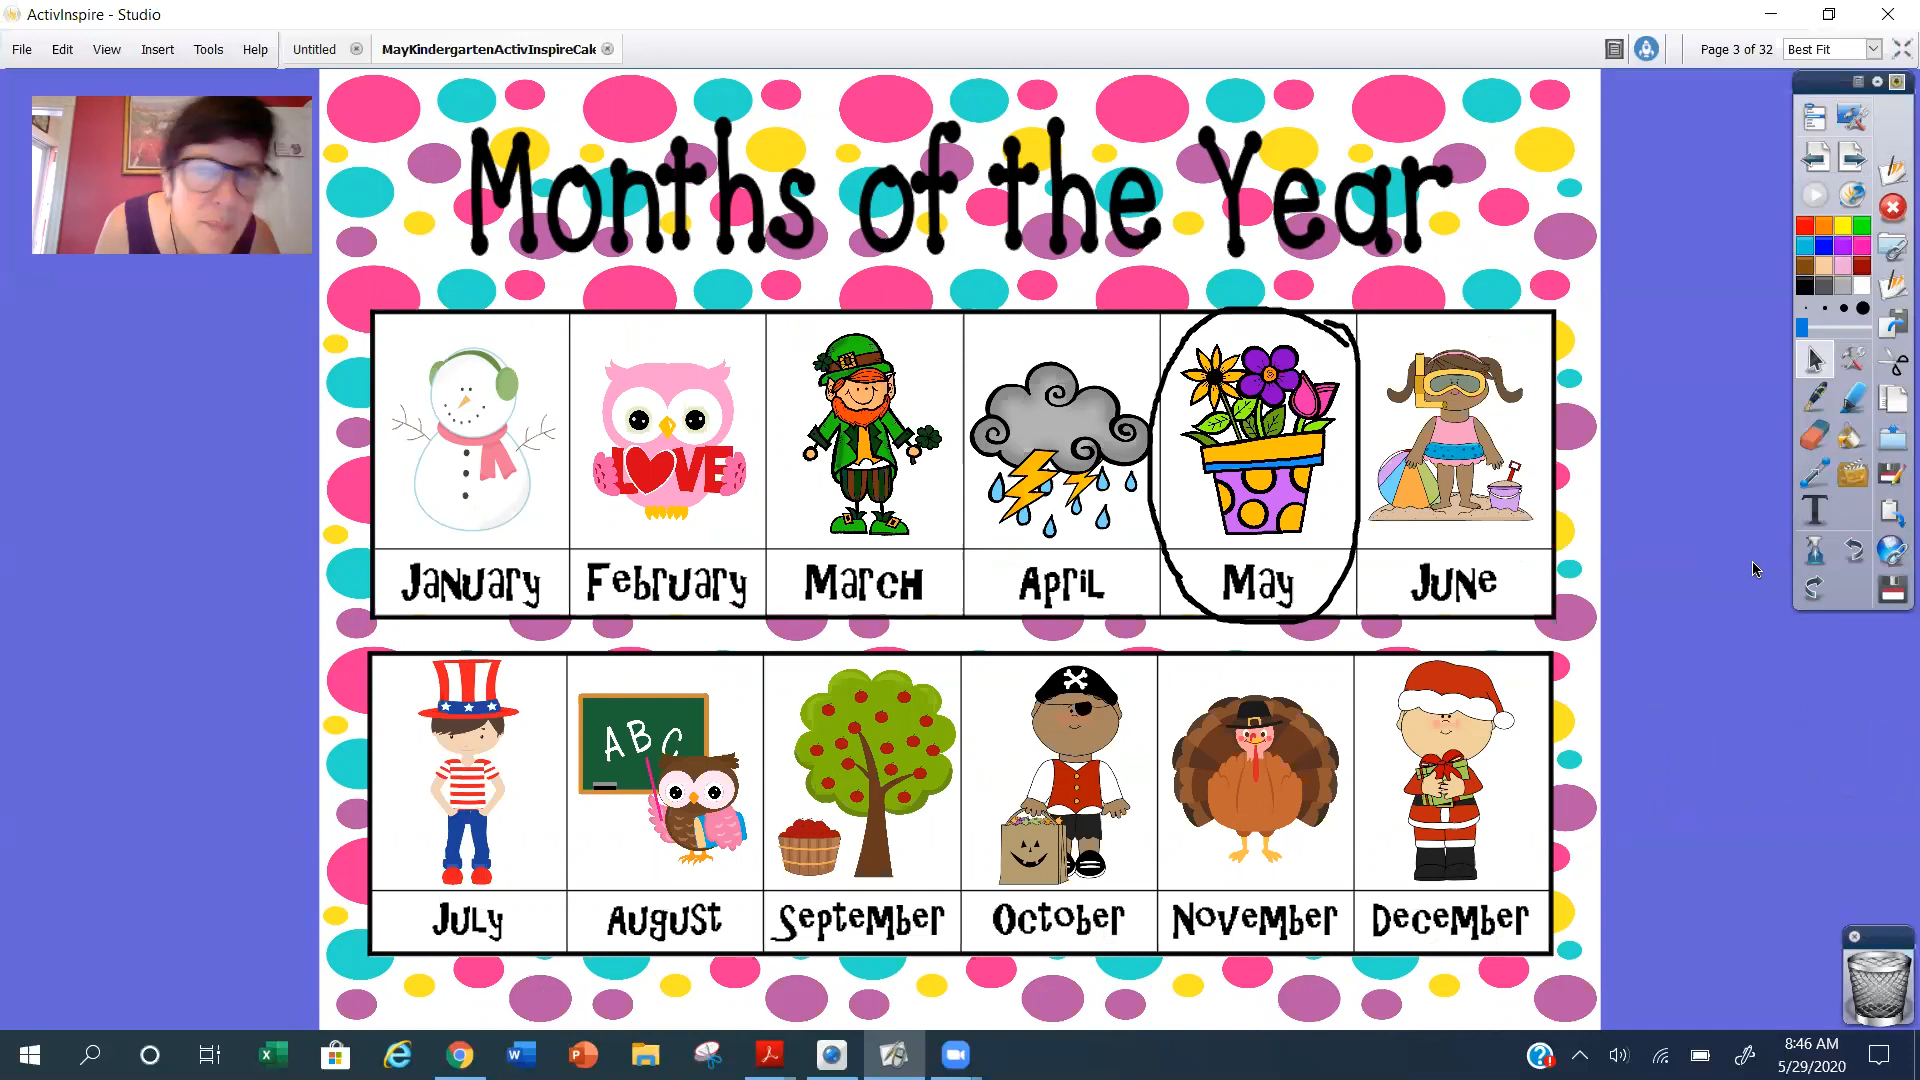 ActivInspire - Studio
File Edit View Insert Tools Help Untitled MayKindergartenActivInspireCak Page 3 of 32 Best Fit
Months of the Year
LOVE
January February March April May June
ABC
July August September October November December
T
8:46 AM
5/29/2020